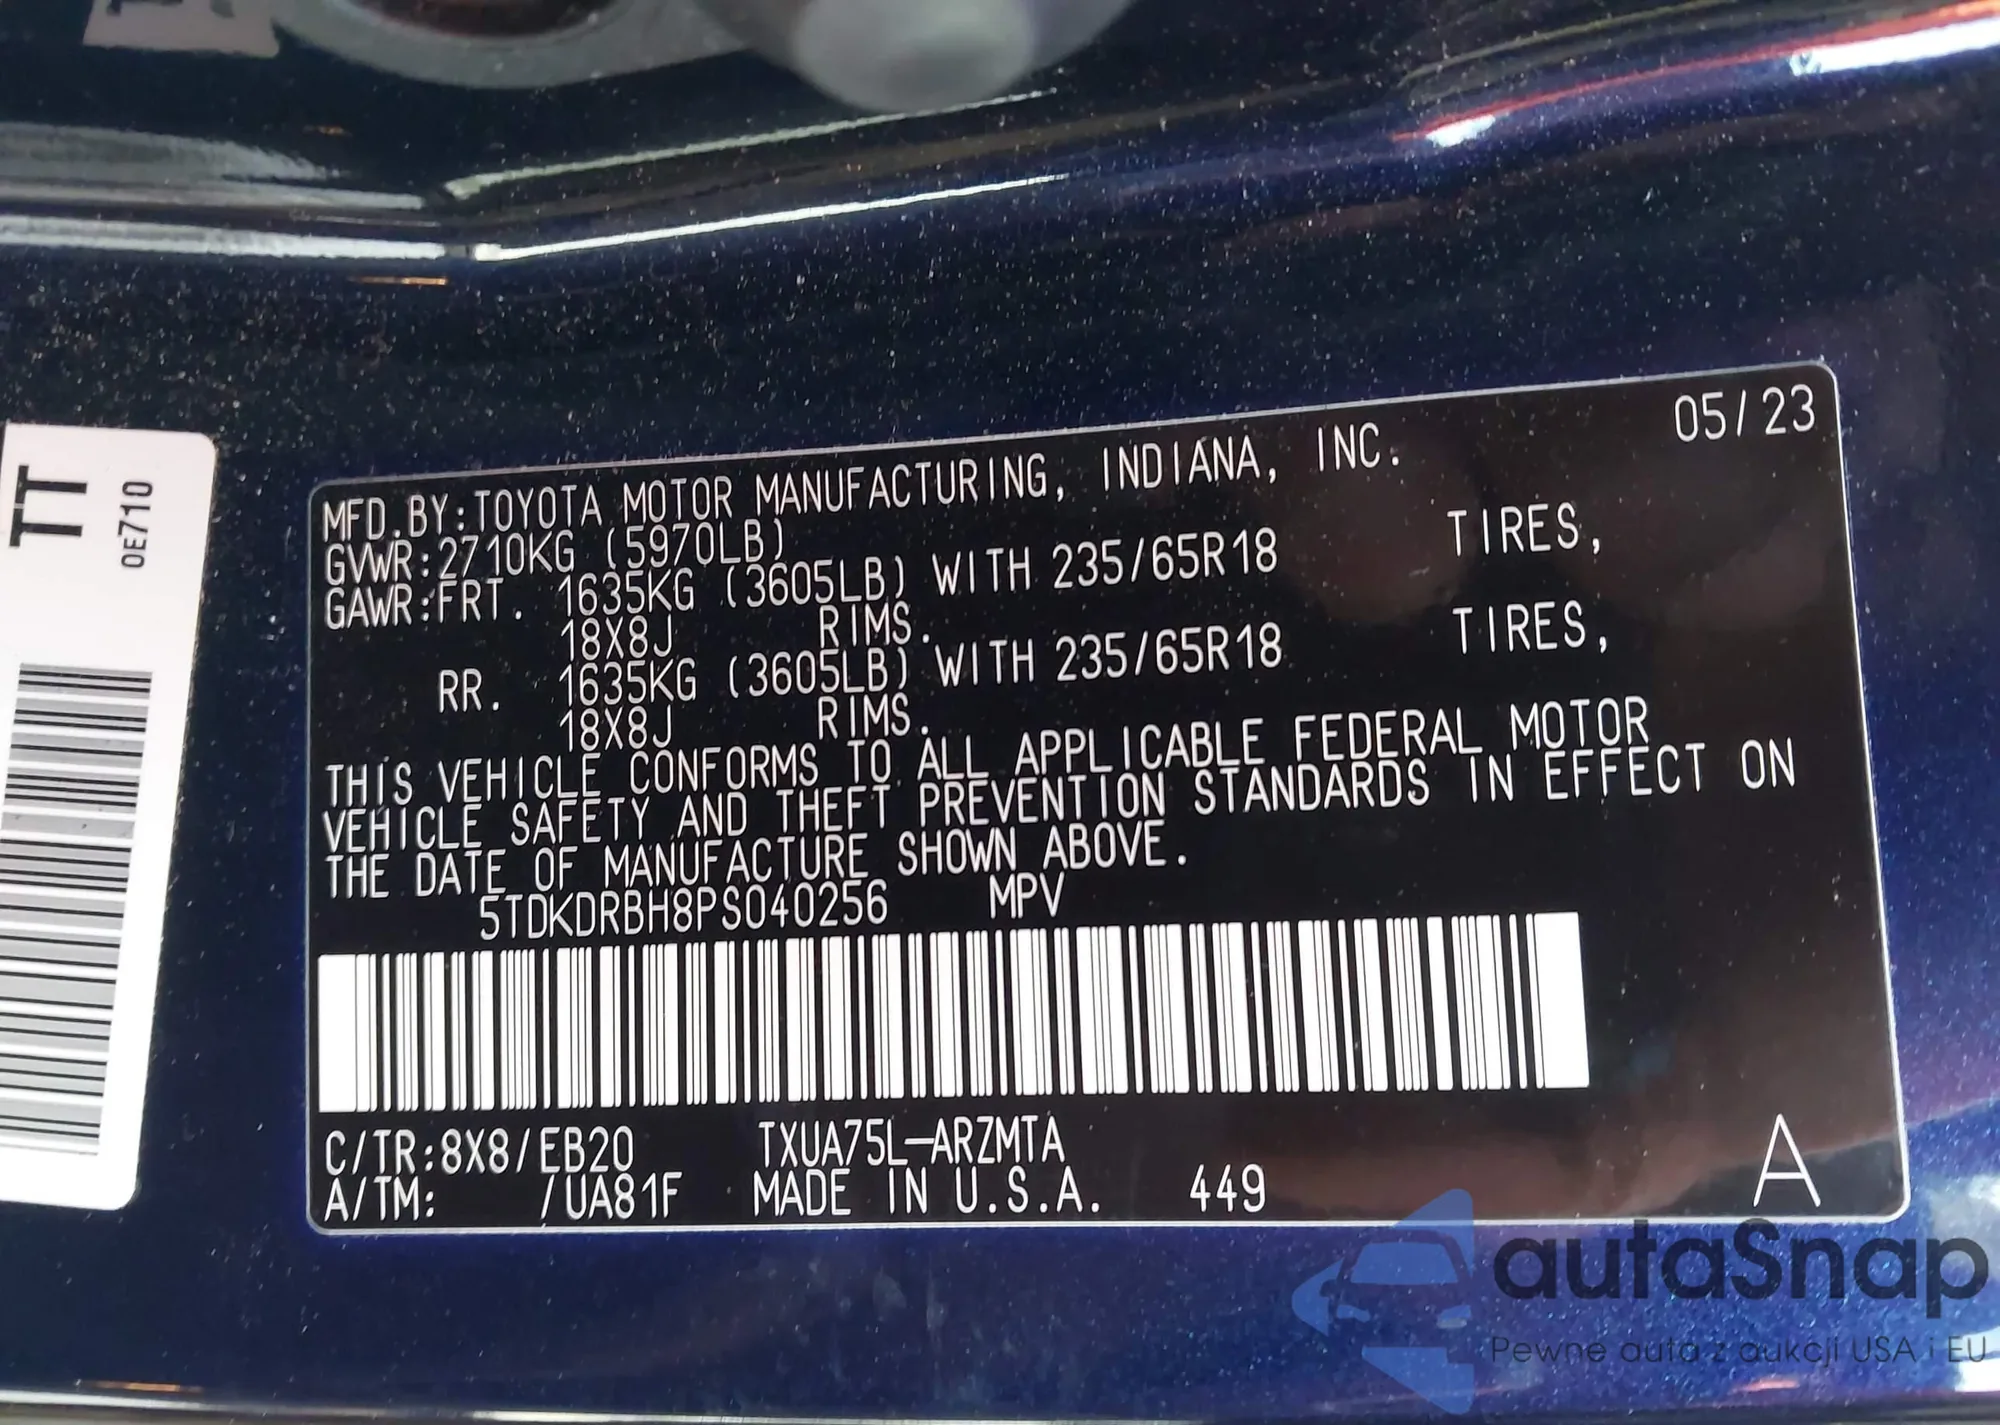 TT
0E710
05/23
MFD.BY:TOYOTA MOTOR MANUFACTURING, INDIANA, INC.
GVWR:2710KG (5970LB)
GAWR:FRT. 1635KG (3605LB) WITH 235/65R18 TIRES,
18X8J RIMS.
RR. 1635KG (3605LB) WITH 235/65R18 TIRES,
18X8J RIMS.
THIS VEHICLE CONFORMS TO ALL APPLICABLE FEDERAL MOTOR
VEHICLE SAFETY AND THEFT PREVENTION STANDARDS IN EFFECT ON
THE DATE OF MANUFACTURE SHOWN ABOVE.
5TDKDRBH8PS040256 MPV
C/TR:8X8/EB20 TXUA75L-ARZMTA
A/TM: /UA81F MADE IN U.S.A. 449 A
autaSnap
Pewne auta z aukcji USA i EU